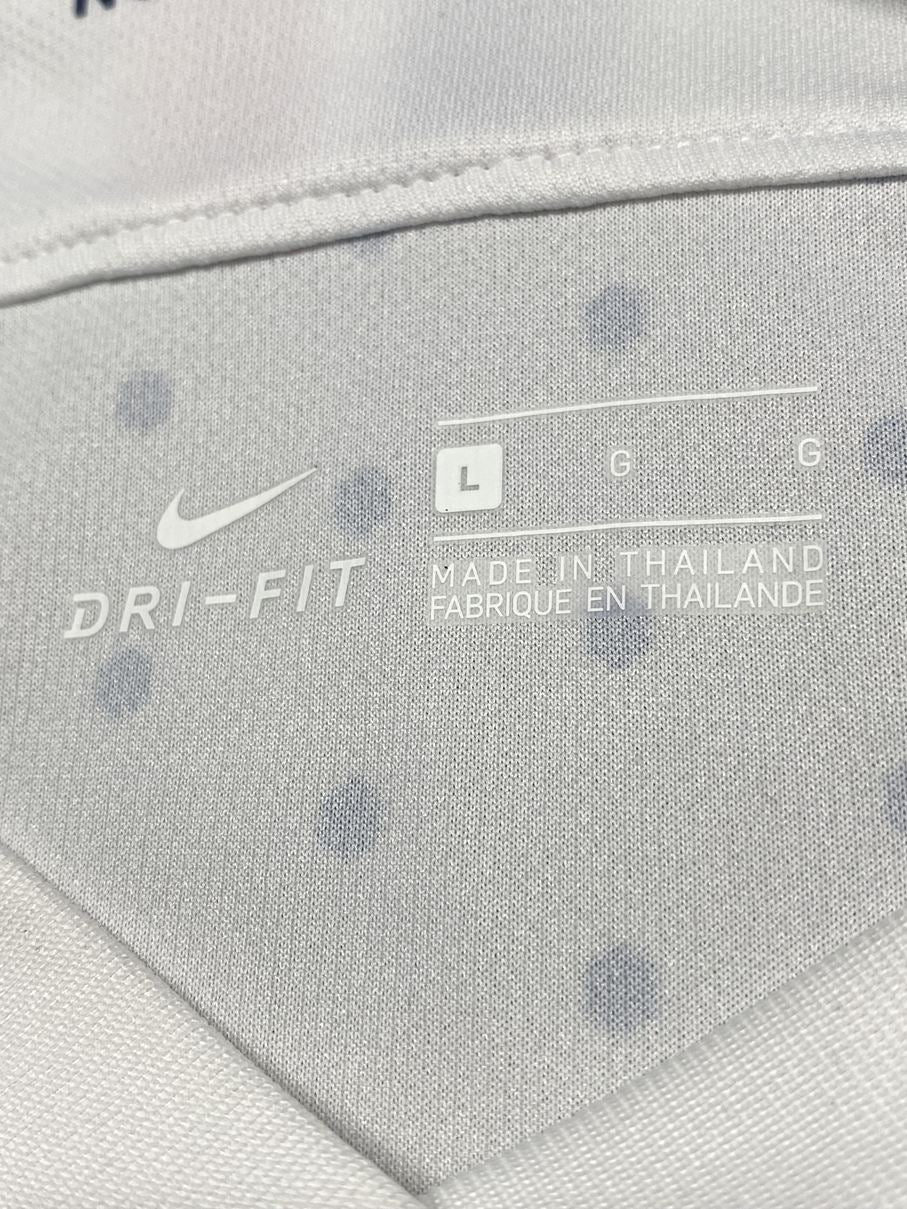 L G G
DRI-FIT
MADE IN THAILAND
FABRIQUE EN THAILANDE